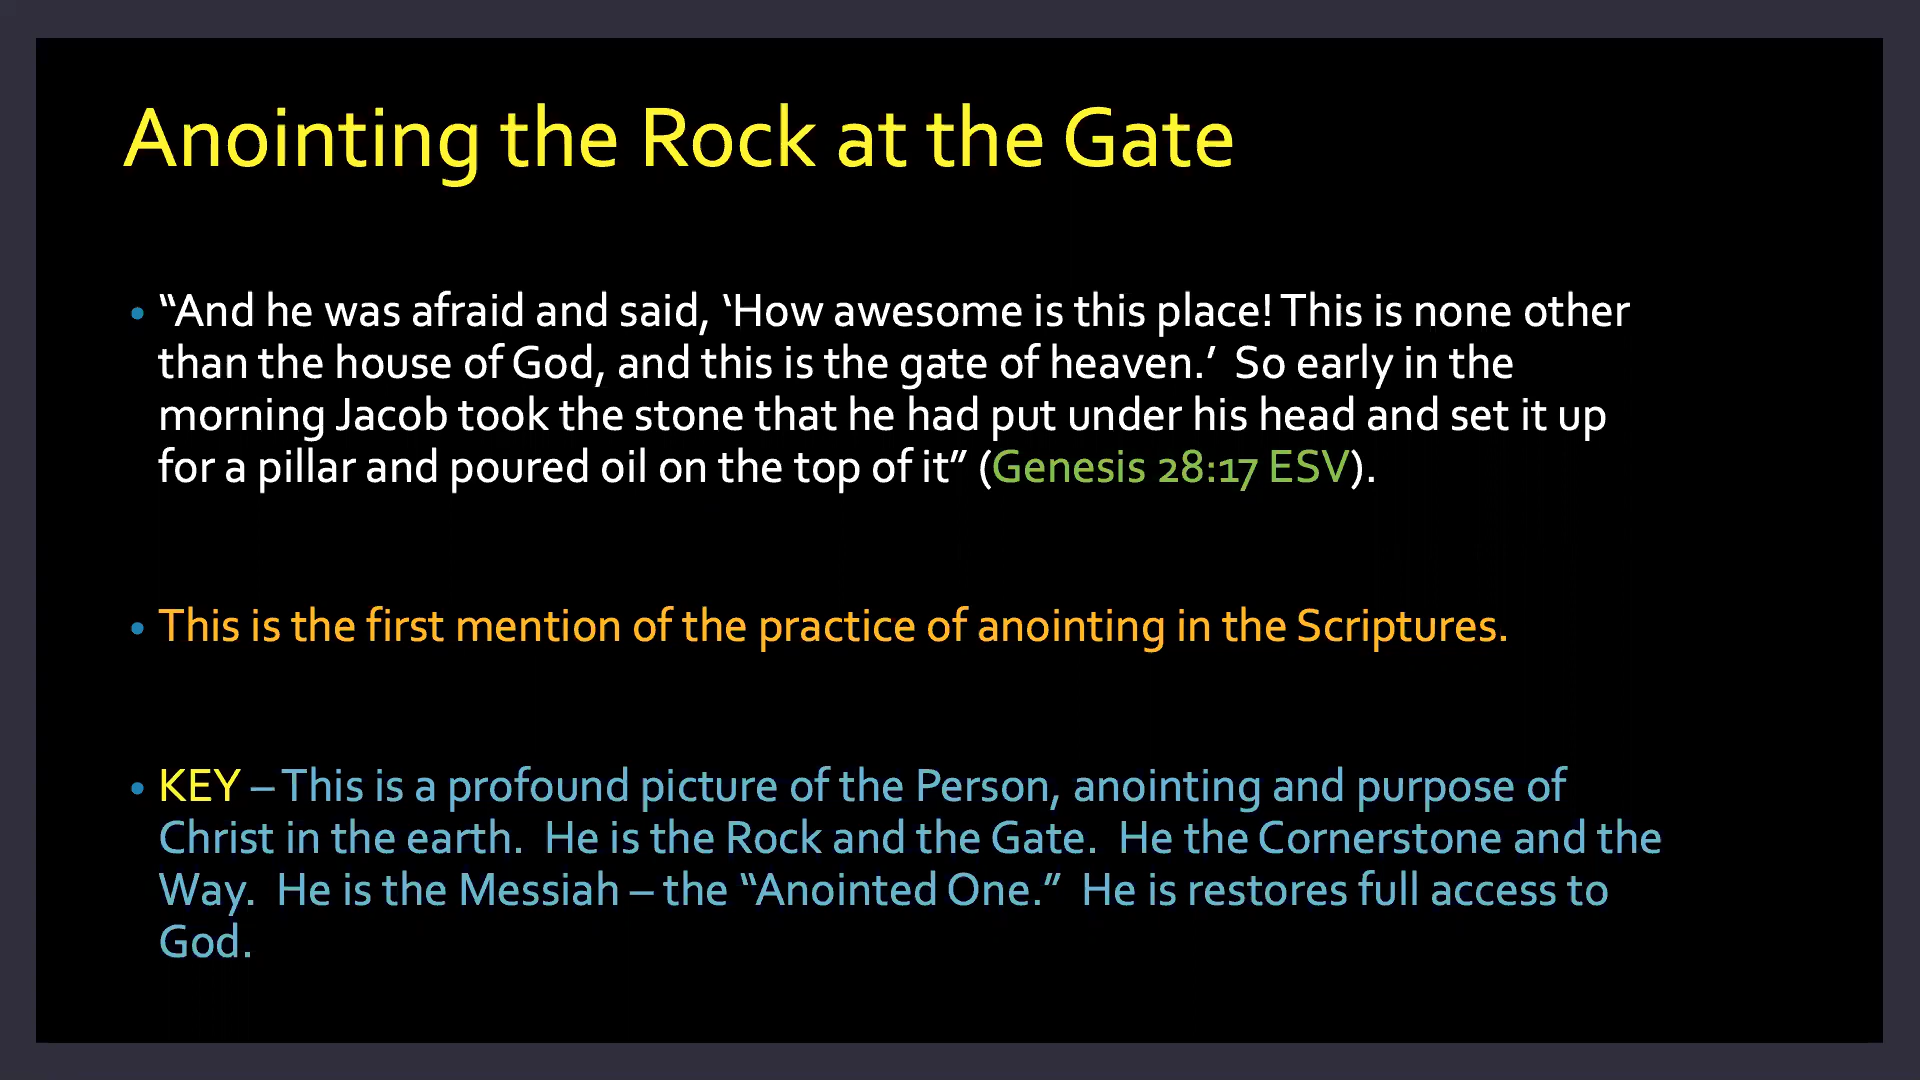 Anointing the Rock at the Gate
• “And he was afraid and said, ‘How awesome is this place! This is none other
than the house of God, and this is the gate of heaven.’  So early in the
morning Jacob took the stone that he had put under his head and set it up
for a pillar and poured oil on the top of it” (Genesis 28:17 ESV).
• This is the first mention of the practice of anointing in the Scriptures.
• KEY – This is a profound picture of the Person, anointing and purpose of
Christ in the earth.  He is the Rock and the Gate.  He the Cornerstone and the
Way.  He is the Messiah – the “Anointed One.”  He is restores full access to
God.